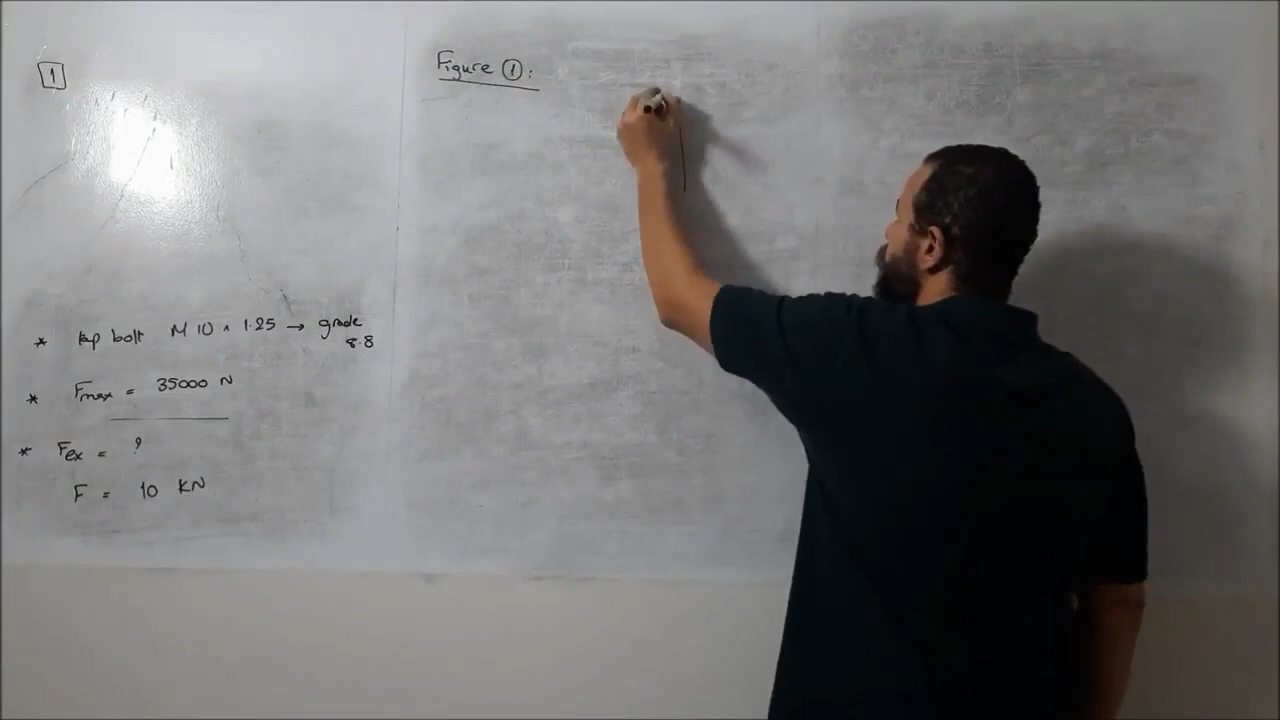 1
* tap bolt M 10 × 1.25 → grade
8.8
* Fmax = 35000 N
* Fex = ?
F = 10 KN
Figure ①: